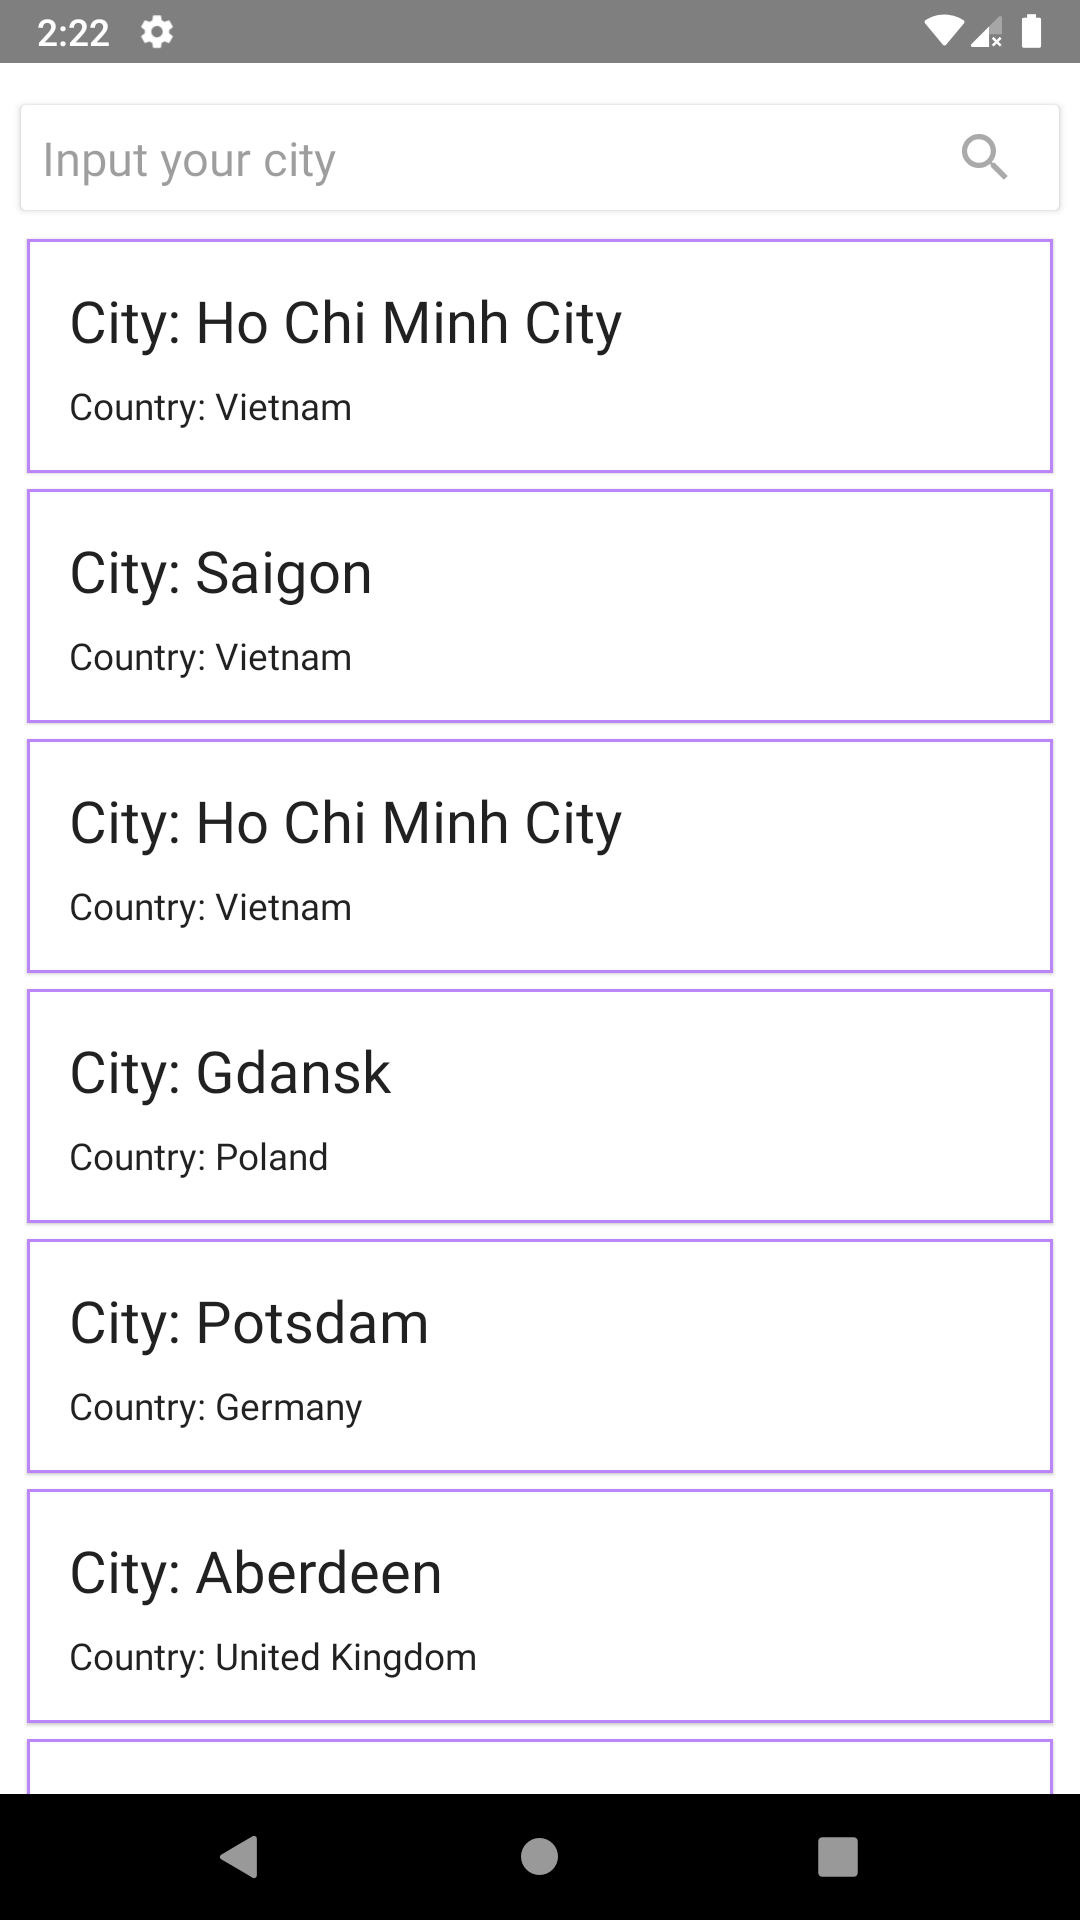 2:22
Input your city
City: Ho Chi Minh City
Country: Vietnam
City: Saigon
Country: Vietnam
City: Ho Chi Minh City
Country: Vietnam
City: Gdansk
Country: Poland
City: Potsdam
Country: Germany
City: Aberdeen
Country: United Kingdom